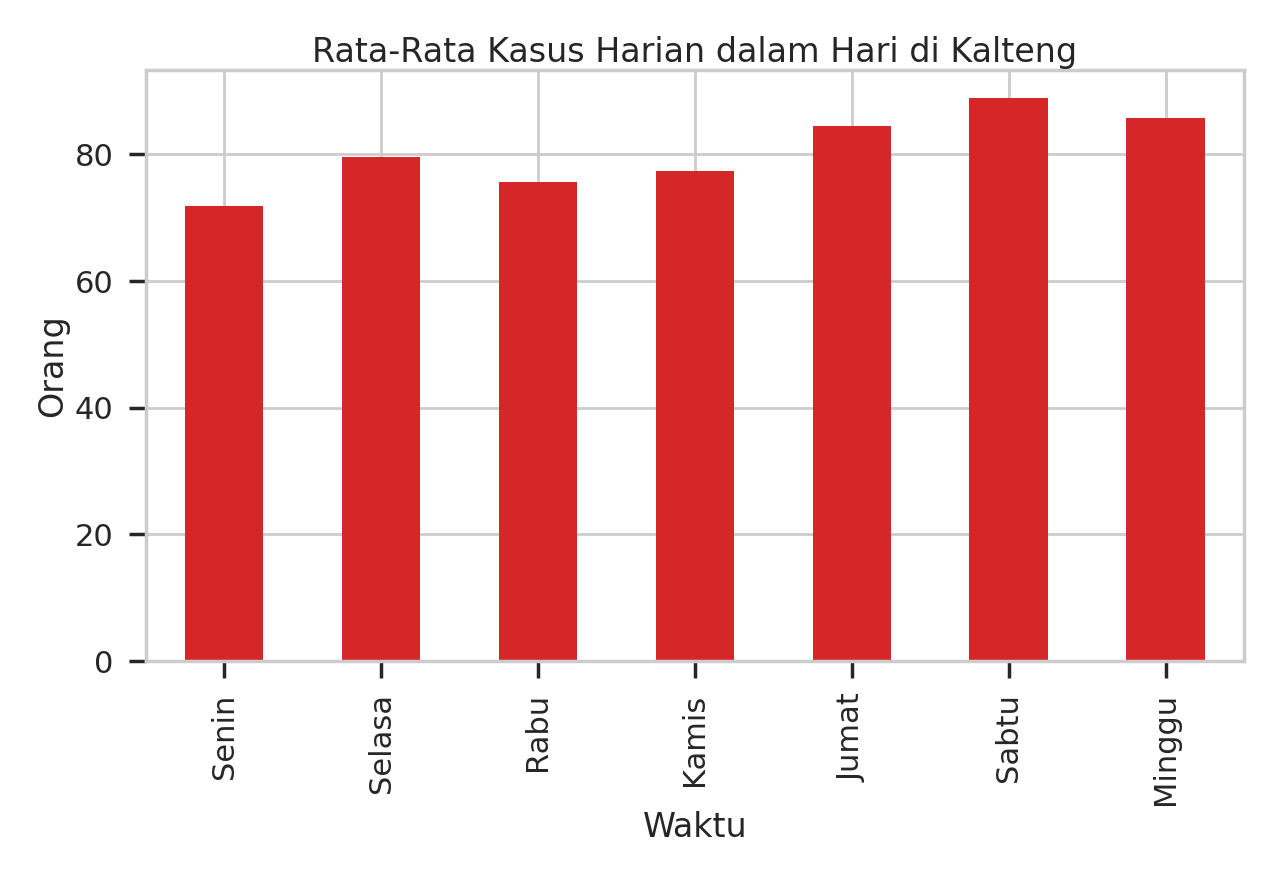 Rata-Rata Kasus Harian dalam Hari di Kalteng
Orang
80
60
40
20
0
Senin
Selasa
Rabu
Kamis
Jumat
Sabtu
Minggu
Waktu